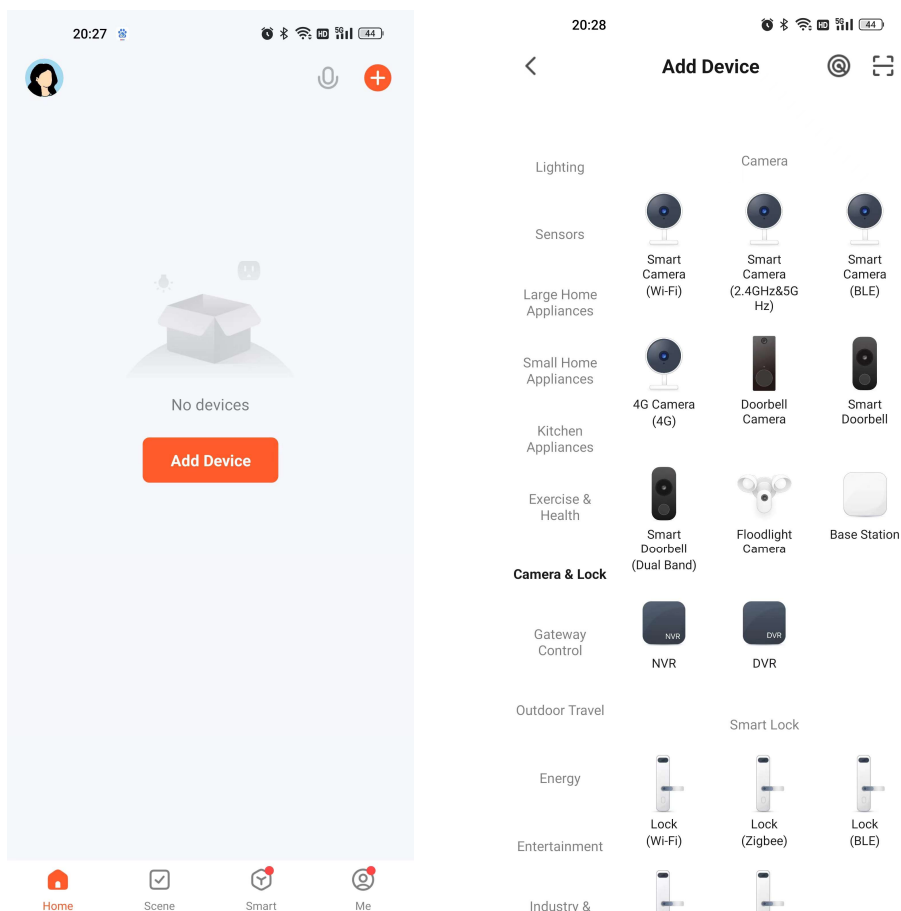 20:27
HD 5G 44
No devices
Add Device
Home
Scene
Smart
Me
20:28
HD 5G 44
Add Device
Lighting
Sensors
Large Home
Appliances
Small Home
Appliances
Kitchen
Appliances
Exercise &
Health
Camera & Lock
Gateway
Control
Outdoor Travel
Energy
Entertainment
Industry &
Camera
Smart
Camera
(Wi-Fi)
Smart
Camera
(2.4GHz&5G
Hz)
Smart
Camera
(BLE)
4G Camera
(4G)
Doorbell
Camera
Smart
Doorbell
Smart
Doorbell
(Dual Band)
Floodlight
Camera
Base Station
NVR
NVR
DVR
DVR
Smart Lock
Lock
(Wi-Fi)
Lock
(Zigbee)
Lock
(BLE)